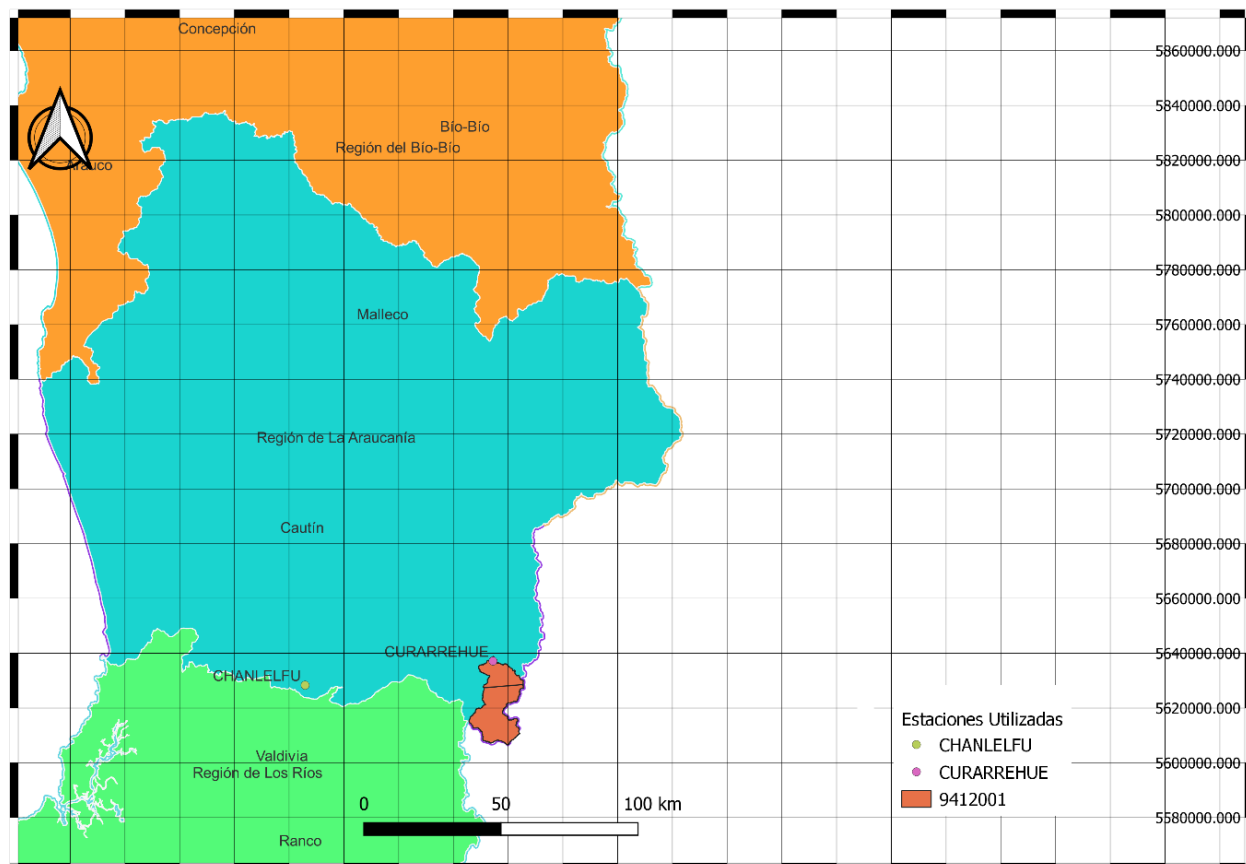 Concepción
5860000.000
5840000.000
Bío-Bío
Región del Bío-Bío
Arauco
5820000.000
5800000.000
5780000.000
Malleco
5760000.000
5740000.000
Región de La Araucanía
5720000.000
5700000.000
Cautín
5680000.000
5660000.000
CURARREHUE
5640000.000
CHANLELFU
5620000.000
Estaciones Utilizadas
CHANLELFU
CURARREHUE
9412001
Valdivia
5600000.000
Región de Los Ríos
0 50 100 km
5580000.000
Ranco